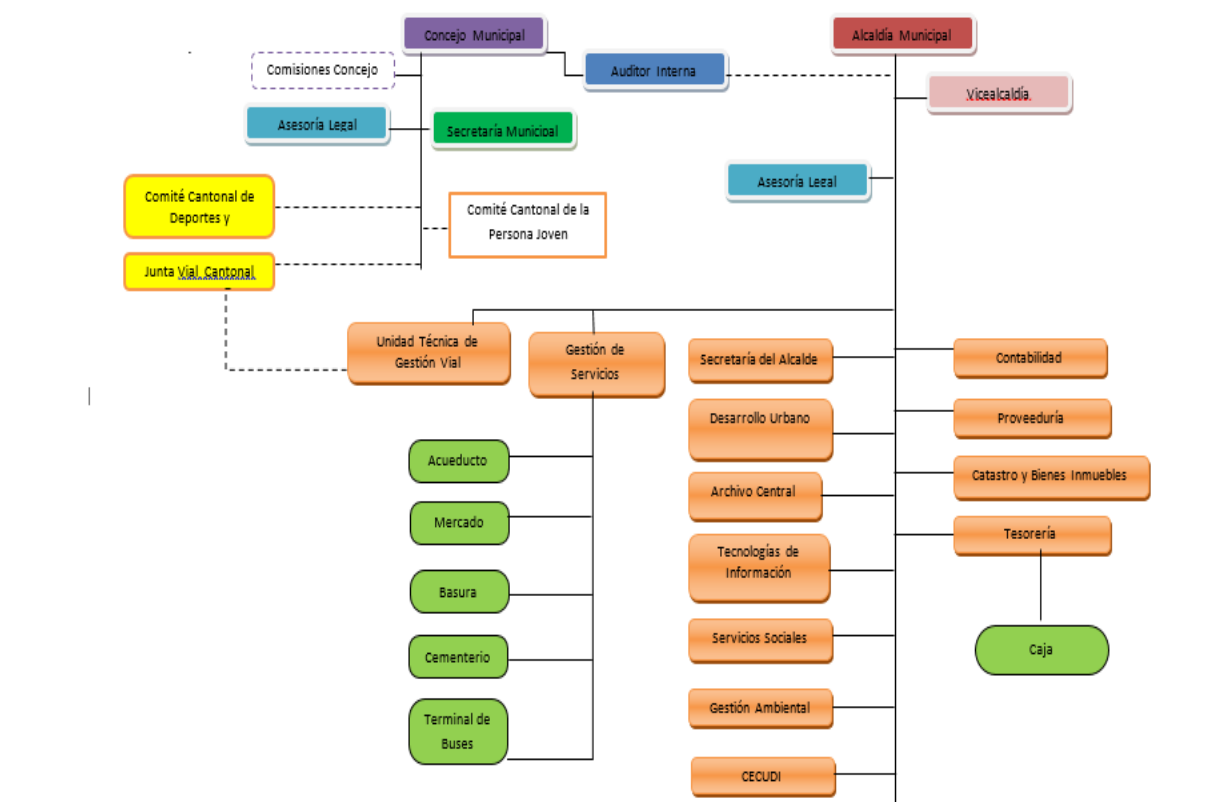 Concejo Municipal
Alcaldía Municipal
Comisiones Concejo
Auditor Interna
Vicealcaldía
Asesoría Legal
Secretaría Municipal
Asesoría Legal
Comité Cantonal de
Deportes y
Comité Cantonal de la
Persona Joven
Junta Vial Cantonal
Unidad Técnica de
Gestión Vial
Gestión de
Servicios
Secretaría del Alcalde
Contabilidad
Desarrollo Urbano
Proveeduría
Acueducto
Archivo Central
Catastro y Bienes Inmuebles
Mercado
Tecnologías de
Información
Tesorería
Basura
Servicios Sociales
Caja
Cementerio
Gestión Ambiental
Terminal de
Buses
CECUDI